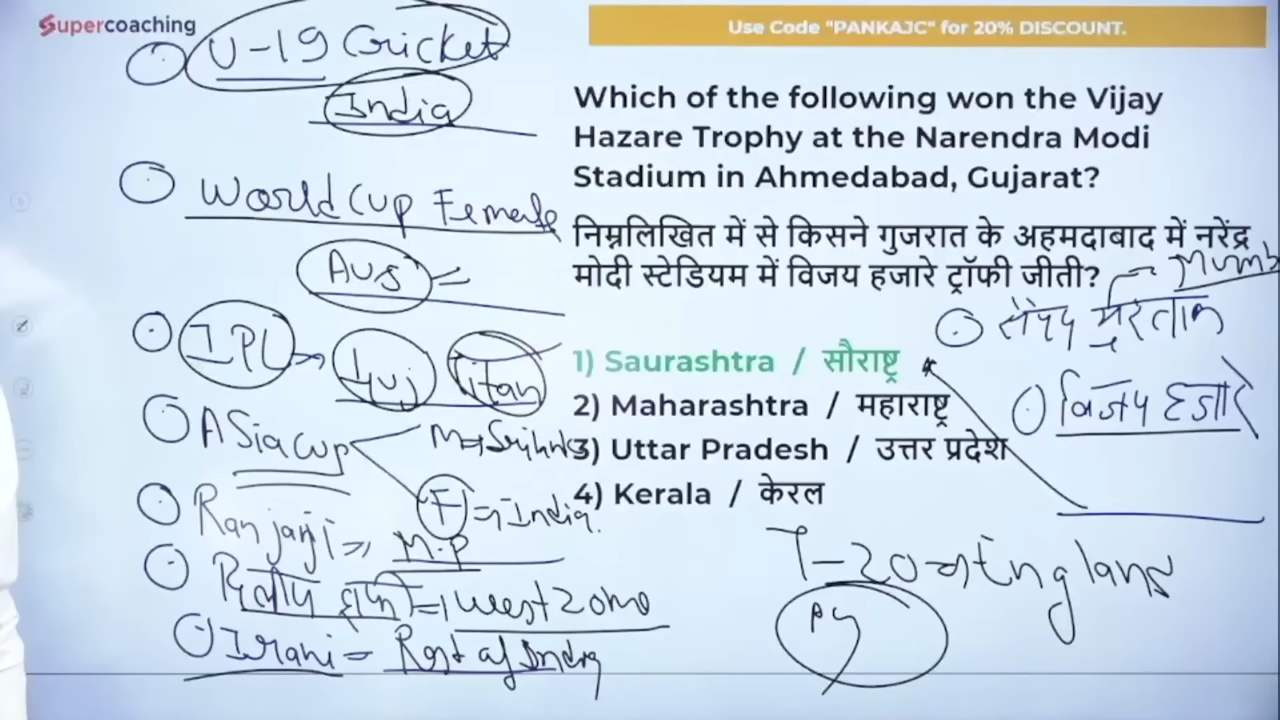 Supercoaching
Use Code "PANKAJC" for 20% DISCOUNT.
U-19 Cricket
India
World Cup Female
Aus
IPL → Guj Titan
Asia cup
F ⇒ India.
Ranjanji ⇒ M.P
दिलीप ट्रॉफी = West Zone
Irani = Rest of India
Which of the following won the Vijay
Hazare Trophy at the Narendra Modi
Stadium in Ahmedabad, Gujarat?
निम्नलिखित में से किसने गुजरात के अहमदाबाद में नरेंद्र
मोदी स्टेडियम में विजय हजारे ट्रॉफी जीती?
1) Saurashtra / सौराष्ट्र
2) Maharashtra / महाराष्ट्र
3) Uttar Pradesh / उत्तर प्रदेश
4) Kerala / केरल
Mumb
सैयद मुश्ताक
विजय हजारे
T-20 England